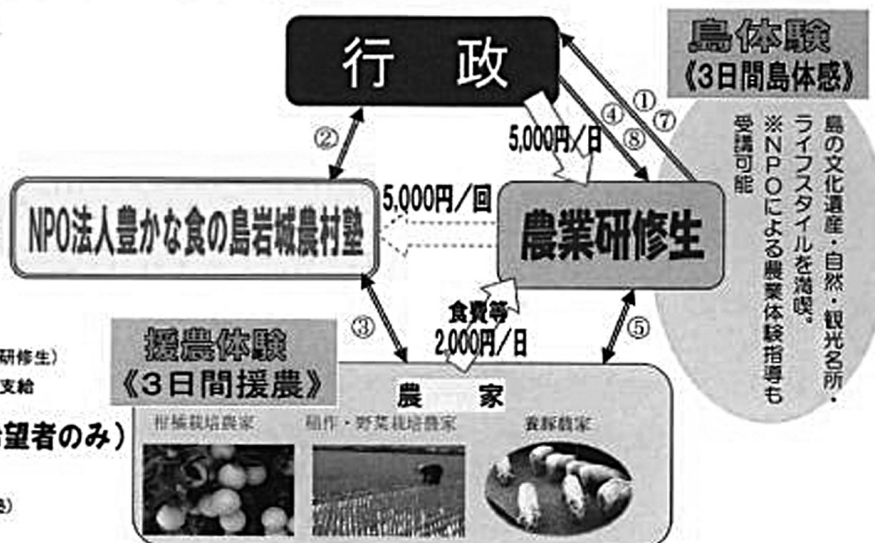 行 政
島体験
《3日間島体感》
島の文化遺産・自然・観光名所・
ライフスタイルを満喫。
※NPOによる農業体験指導も
受講可能
①
⑦
④
⑧
②
5,000円/日
5,000円/回
NPO法人豊かな食の島岩城農村塾
農業研修生
③
食費等
2,000円/日
⑤
援農体験
《3日間援農》
農 家
柑橘栽培農家
稲作・野菜栽培農家
養豚農家
研修生)
支給
望者のみ)